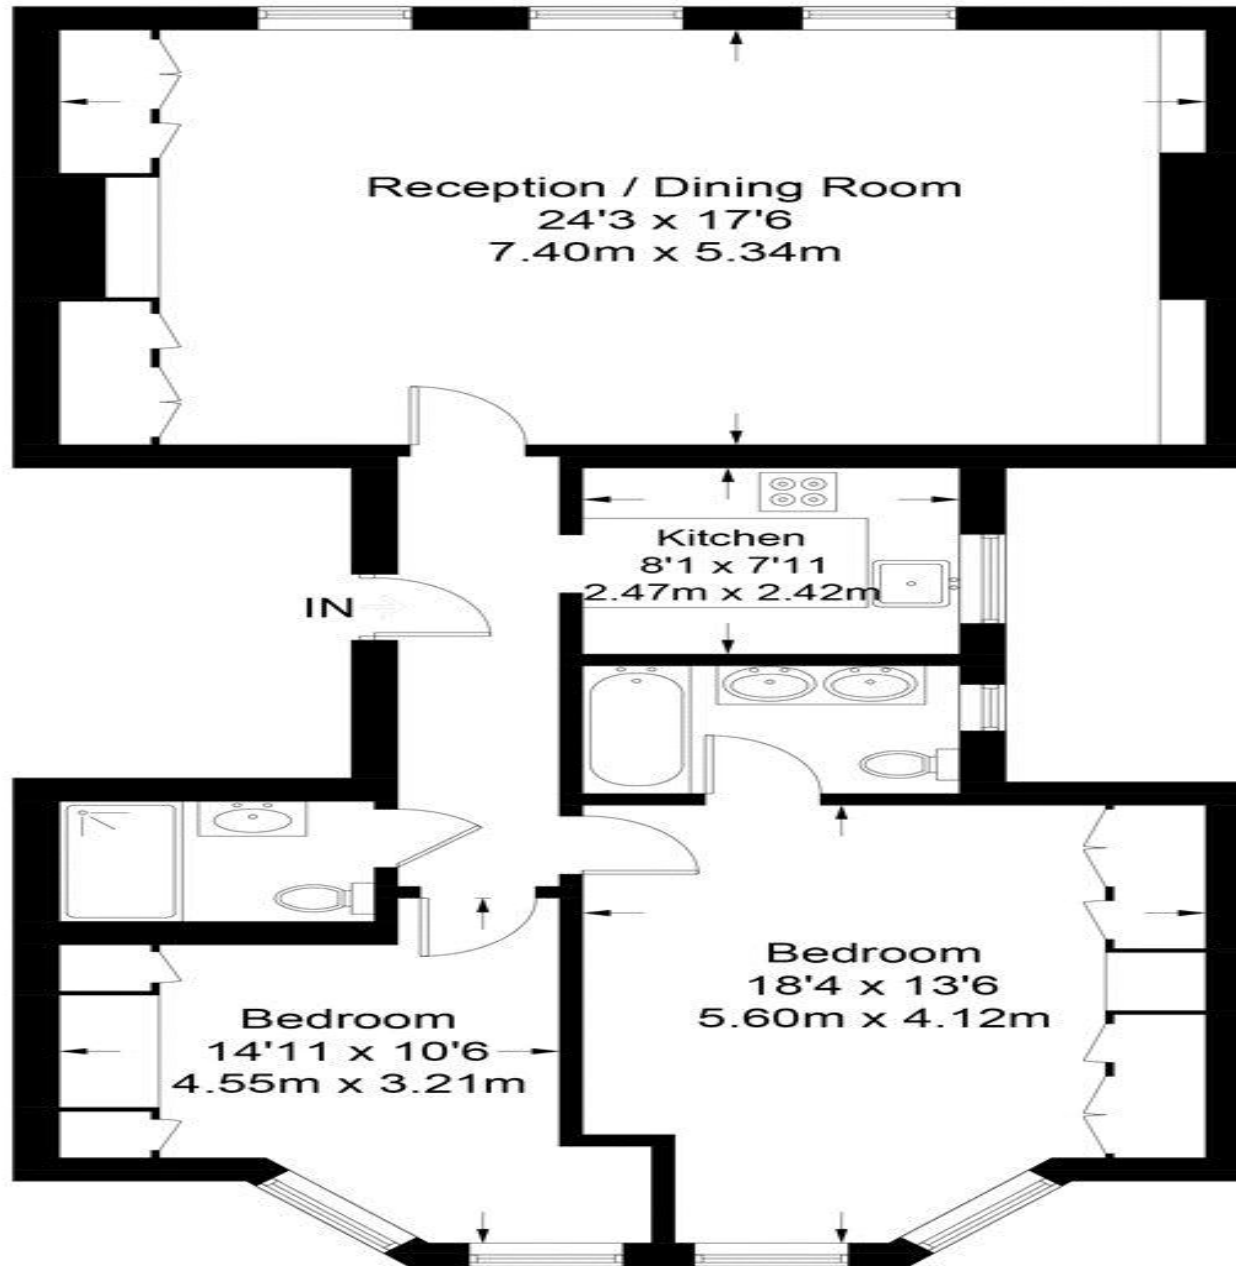 Reception / Dining Room
24'3 x 17'6
7.40m x 5.34m
Kitchen
8'1 x 7'11
2.47m x 2.42m
IN
Bedroom
18'4 x 13'6
5.60m x 4.12m
Bedroom
14'11 x 10'6
4.55m x 3.21m